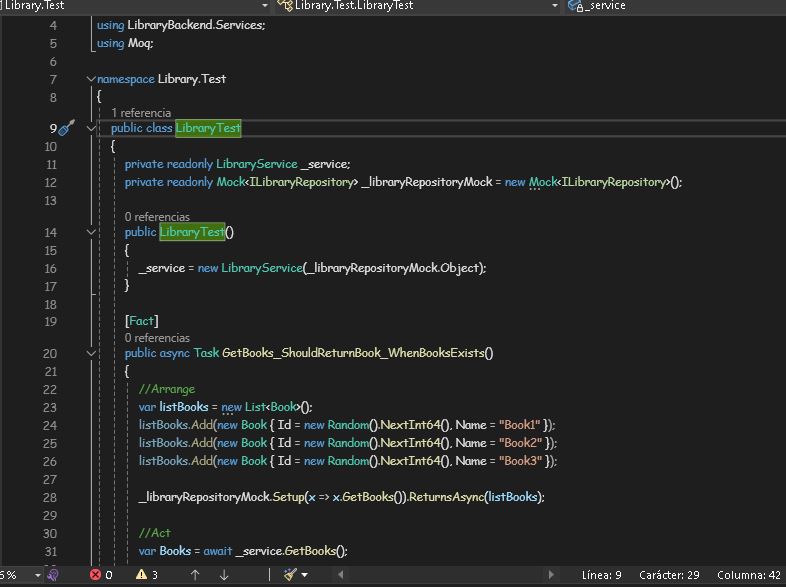 Library.Test Library.Test.LibraryTest _service
4 using LibraryBackend.Services;
5 using Moq;
6
7 namespace Library.Test
8 {
1 referencia
9 public class LibraryTest
10 {
11 private readonly LibraryService _service;
12 private readonly Mock<ILibraryRepository> _libraryRepositoryMock = new Mock<ILibraryRepository>();
13
0 referencias
14 public LibraryTest()
15 {
16 _service = new LibraryService(_libraryRepositoryMock.Object);
17 }
18
19 [Fact]
0 referencias
20 public async Task GetBooks_ShouldReturnBook_WhenBooksExists()
21 {
22 //Arrange
23 var listBooks = new List<Book>();
24 listBooks.Add(new Book { Id = new Random().NextInt64(), Name = "Book1" });
25 listBooks.Add(new Book { Id = new Random().NextInt64(), Name = "Book2" });
26 listBooks.Add(new Book { Id = new Random().NextInt64(), Name = "Book3" });
27
28 _libraryRepositoryMock.Setup(x => x.GetBooks()).ReturnsAsync(listBooks);
29
30 //Act
31 var Books = await _service.GetBooks();
0 3 Línea: 9 Carácter: 29 Columna: 42